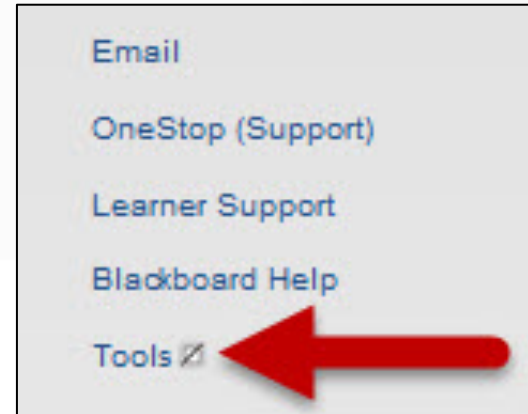 Email
OneStop (Support)
Learner Support
Blackboard Help
Tools